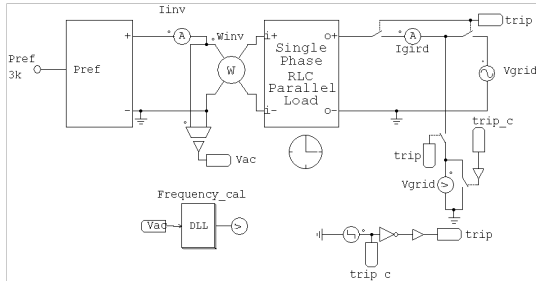 Iinv
Winv
Pref
3k
Pref
+
-
A
W
i+
i-
Single
Phase
RLC
Parallel
Load
o+
o-
A
Igird
trip
Vgrid
trip_c
trip
Vgrid
V
Vac
Frequency_cal
Vac
DLL
V
trip
trip c